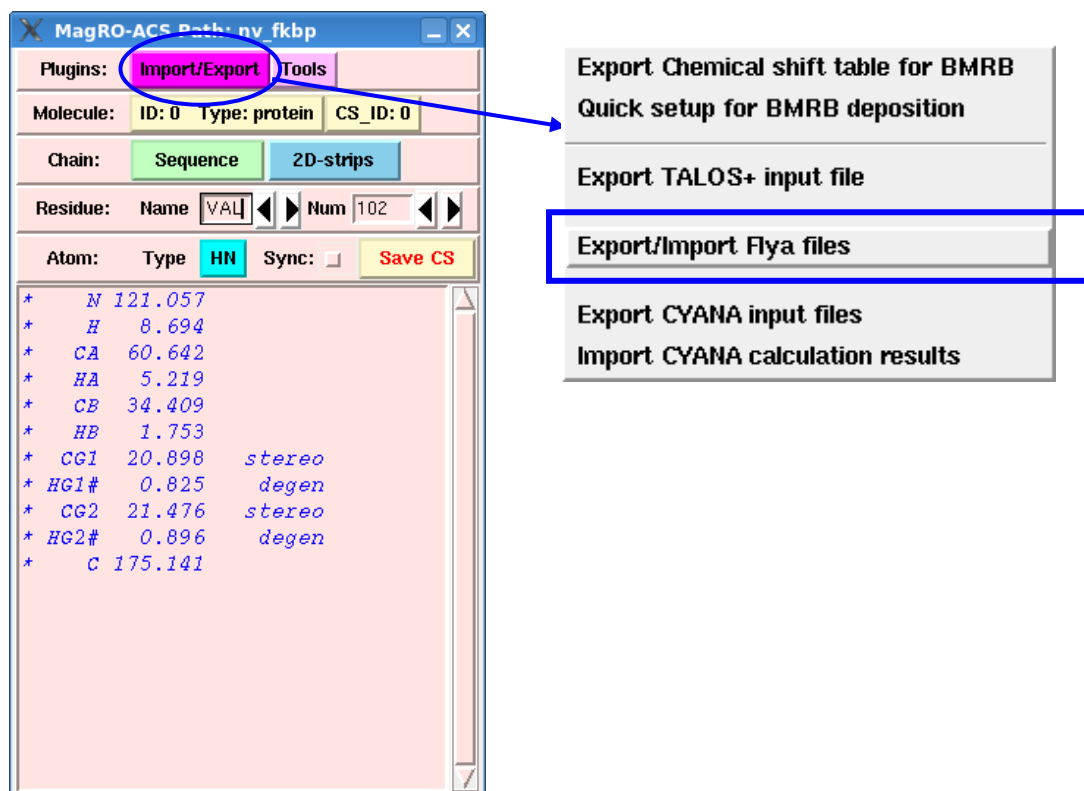 MagRO-ACS Path: nv_fkbp
Plugins: Import/Export Tools
Molecule: ID: 0 Type: protein CS_ID: 0
Chain: Sequence 2D-strips
Residue: Name VAL Num 102
Atom: Type HN Sync: Save CS
* N 121.057
* H 8.694
* CA 60.642
* HA 5.219
* CB 34.409
* HB 1.753
* CG1 20.898 stereo
* HG1# 0.825 degen
* CG2 21.476 stereo
* HG2# 0.896 degen
* C 175.141
Export Chemical shift table for BMRB
Quick setup for BMRB deposition
Export TALOS+ input file
Export/Import Flya files
Export CYANA input files
Import CYANA calculation results